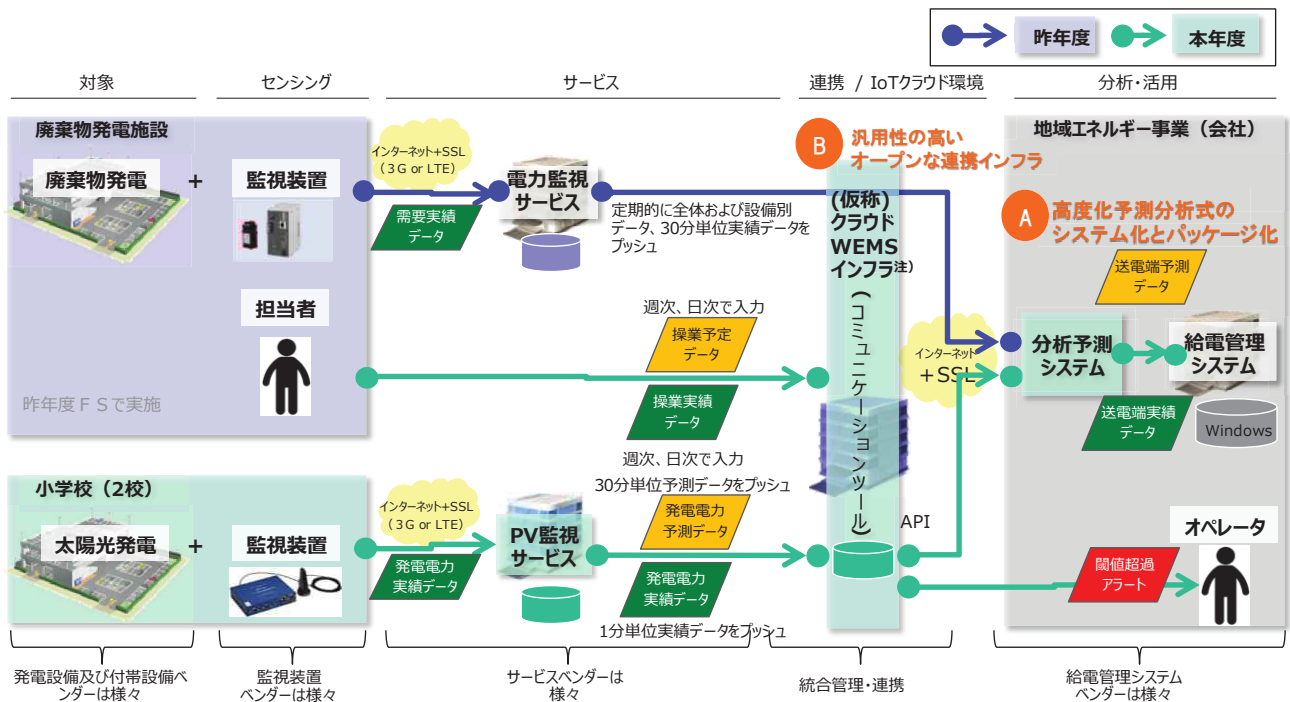 昨年度
本年度
対象
センシング
サービス
連携 / IoTクラウド環境
分析・活用
廃棄物発電施設
廃棄物発電
+
監視装置
インターネット+SSL
(3G or LTE)
需要実績
データ
電力監視
サービス
定期的に全体および設備別
データ、30分単位実績データを
プッシュ
B
汎用性の高い
オープンな連携インフラ
(仮称)
クラウド
WEMS
インフラ注)
(コミュニケーションツール)
地域エネルギー事業(会社)
A
高度化予測分析式の
システム化とパッケージ化
送電端予測
データ
分析予測
システム
給電管理
システム
送電端実績
データ
Windows
担当者
昨年度FSで実施
週次、日次で入力
操業予定
データ
操業実績
データ
週次、日次で入力
インターネット
+SSL
小学校(2校)
太陽光発電
+
監視装置
インターネット+SSL
(3G or LTE)
発電電力
実績データ
PV監視
サービス
30分単位予測データをプッシュ
発電電力
予測データ
発電電力
実績データ
1分単位実績データをプッシュ
API
オペレータ
閾値超過
アラート
発電設備及び付帯設備ベ
ンダーは様々
監視装置
ベンダーは様々
サービスベンダーは
様々
統合管理・連携
給電管理システム
ベンダーは様々